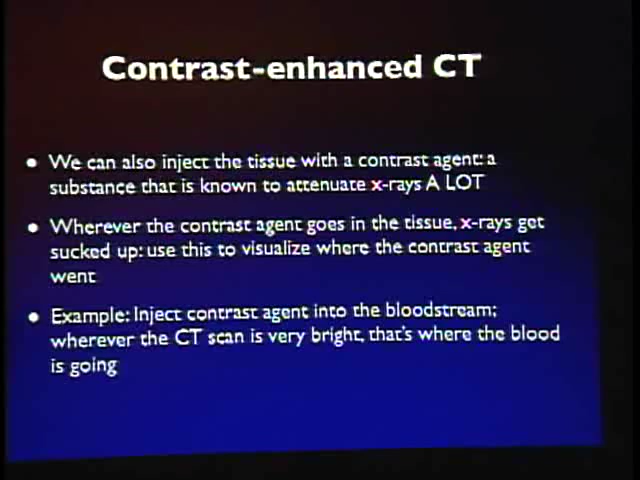 Contrast-enhanced CT
• We can also inject the tissue with a contrast agent: a
substance that is known to attenuate x-rays A LOT
• Wherever the contrast agent goes in the tissue, x-rays get
sucked up: use this to visualize where the contrast agent
went
• Example: Inject contrast agent into the bloodstream;
wherever the CT scan is very bright, that's where the blood
is going